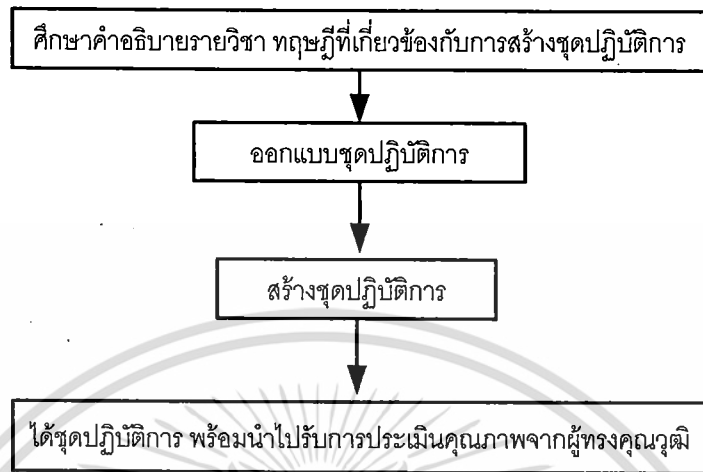 ศึกษาคำอธิบายรายวิชา ทฤษฎีที่เกี่ยวข้องกับการสร้างชุดปฏิบัติการ
ออกแบบชุดปฏิบัติการ
สร้างชุดปฏิบัติการ
ได้ชุดปฏิบัติการ พร้อมนำไปรับการประเมินคุณภาพจากผู้ทรงคุณวุฒิ